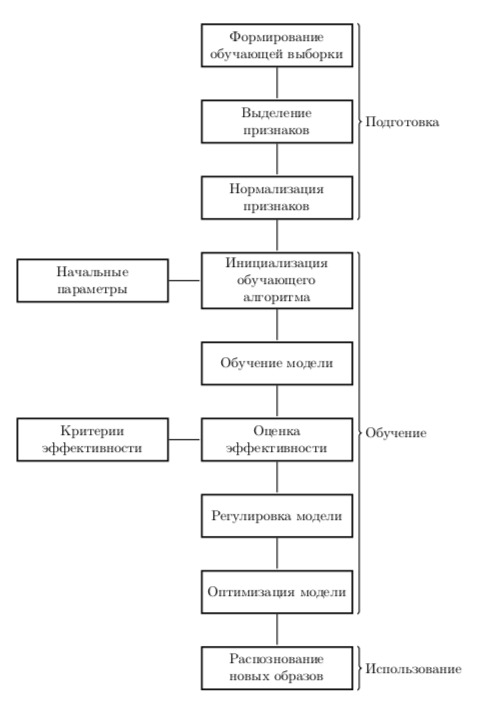 Формирование
обучающей выборки
Выделение
признаков
Подготовка
Нормализация
признаков
Начальные
параметры
Инициализация
обучающего
алгоритма
Обучение модели
Критерии
эффективности
Оценка
эффективности
Обучение
Регулировка модели
Оптимизация модели
Распознование
новых образов
Использование